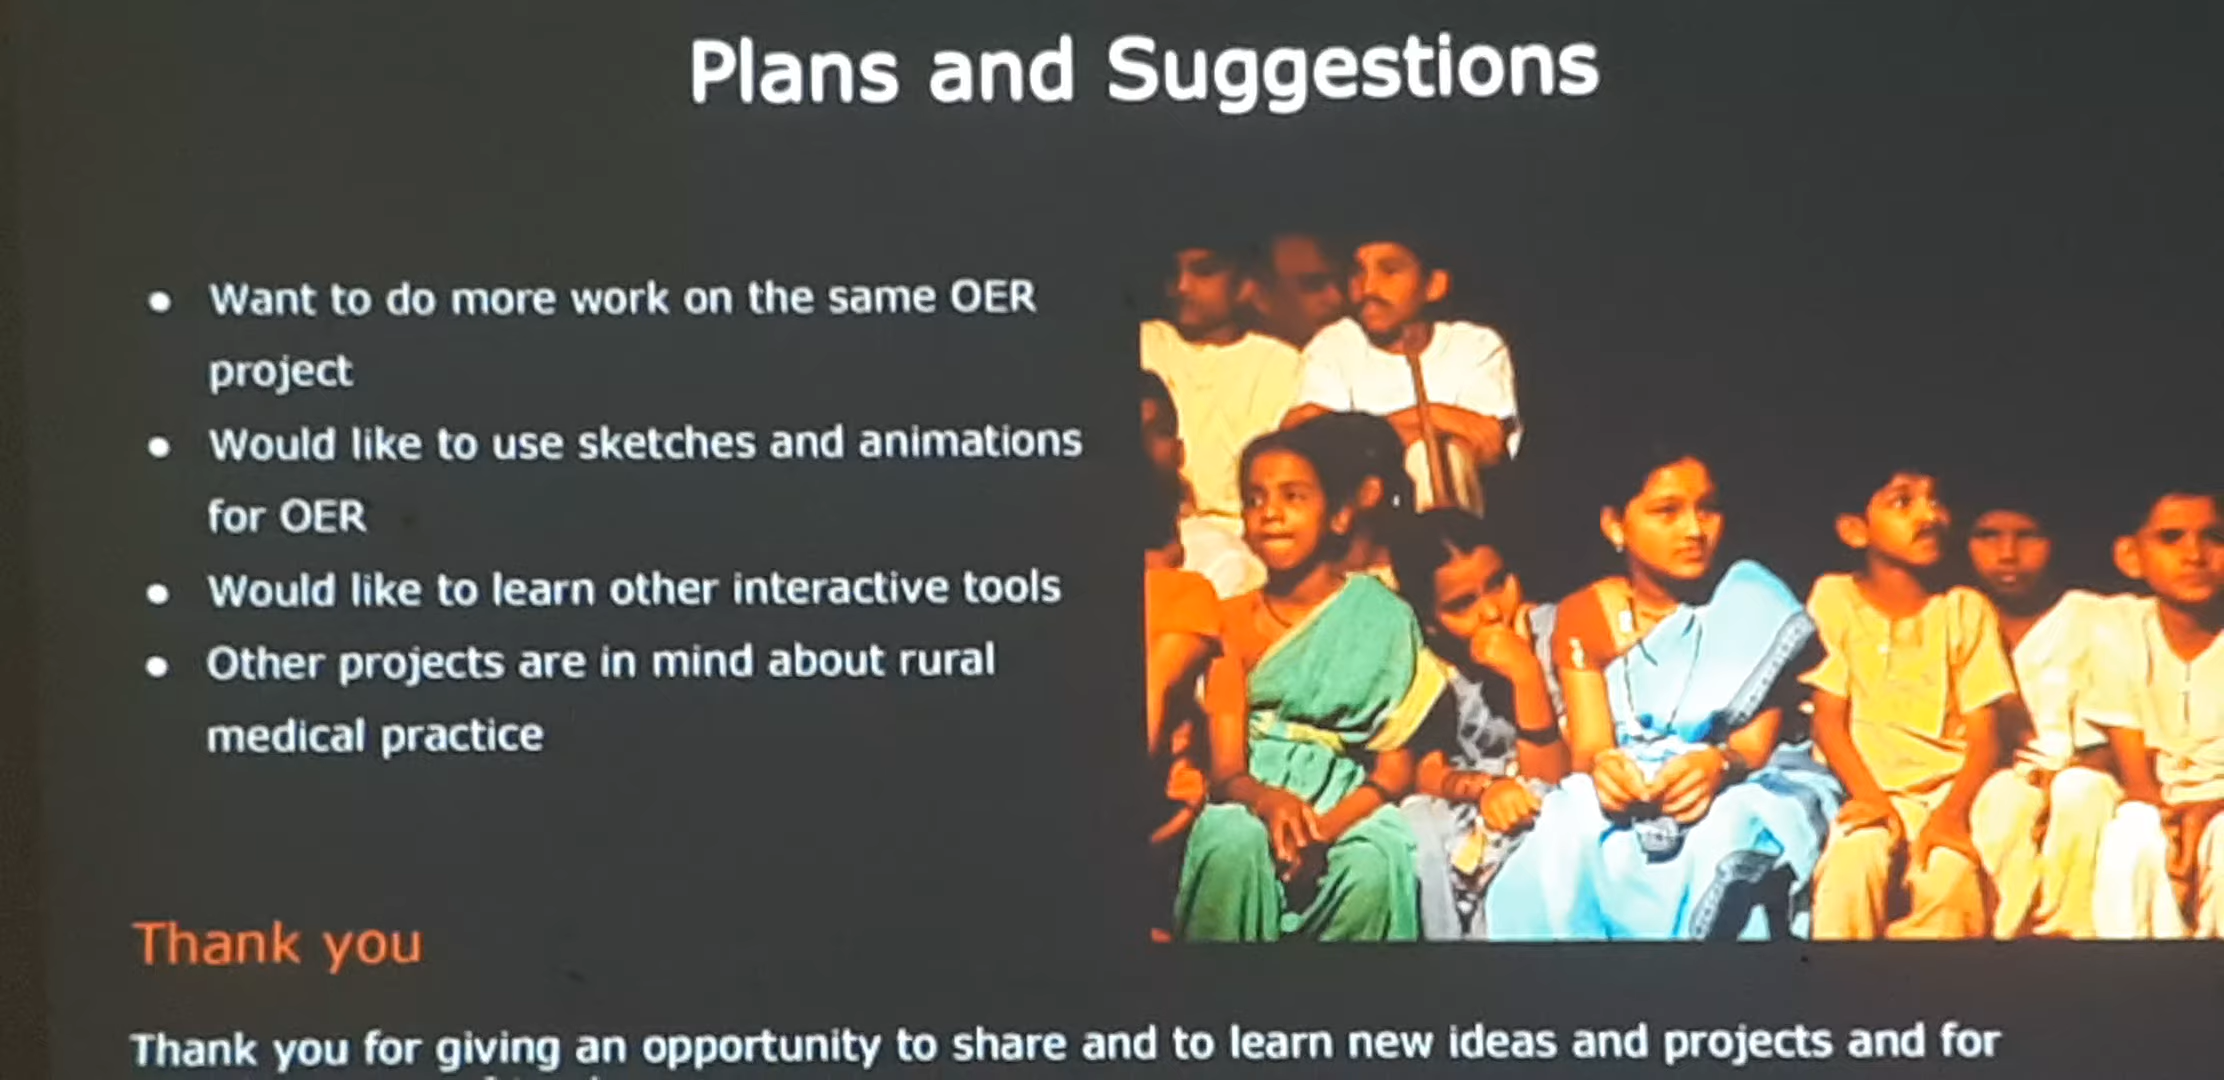 Plans and Suggestions
● Want to do more work on the same OER
project
● Would like to use sketches and animations
for OER
● Would like to learn other interactive tools
● Other projects are in mind about rural
medical practice
Thank you
Thank you for giving an opportunity to share and to learn new ideas and projects and for